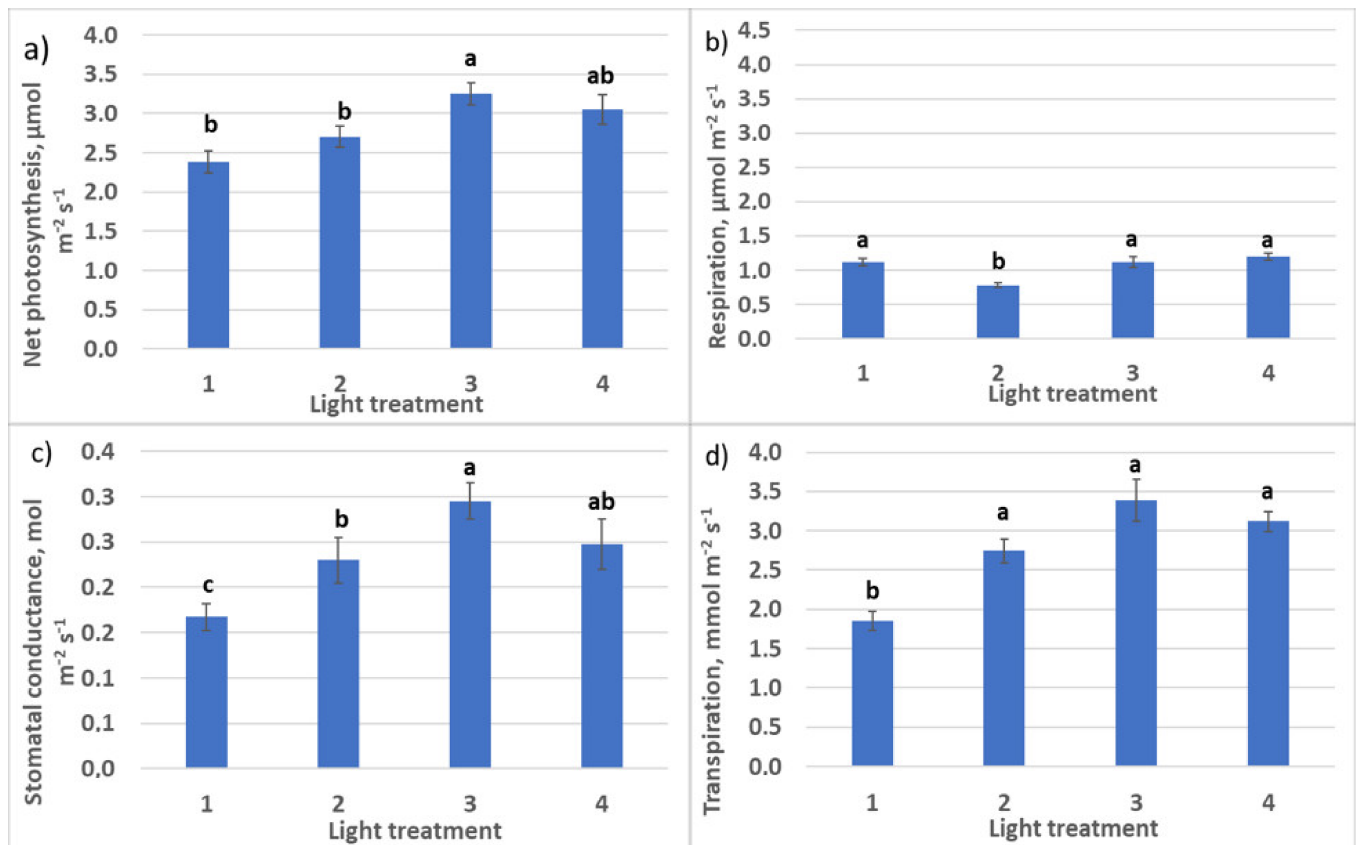 a)
Net photosynthesis, µmol
m⁻² s⁻¹
4.0
3.5
3.0
2.5
2.0
1.5
1.0
0.5
0.0
b
b
a
ab
1
2
3
4
Light treatment
b)
Respiration, µmol m⁻² s⁻¹
4.5
4.0
3.5
3.0
2.5
2.0
1.5
1.0
0.5
0.0
a
b
a
a
1
2
3
4
Light treatment
c)
Stomatal conductance, mol
m⁻² s⁻¹
0.4
0.3
0.3
0.2
0.2
0.1
0.1
0.0
c
b
a
ab
1
2
3
4
Light treatment
d)
Transpiration, mmol m⁻² s⁻¹
4.0
3.5
3.0
2.5
2.0
1.5
1.0
0.5
0.0
b
a
a
a
1
2
3
4
Light treatment